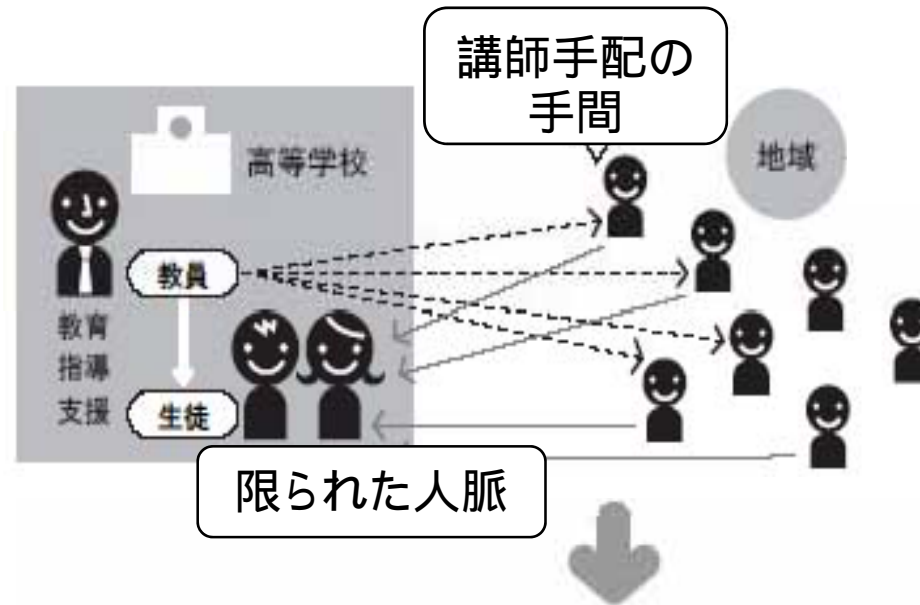 講師手配の
手間
高等学校
地域
教員
教育
指導
支援
生徒
限られた人脈